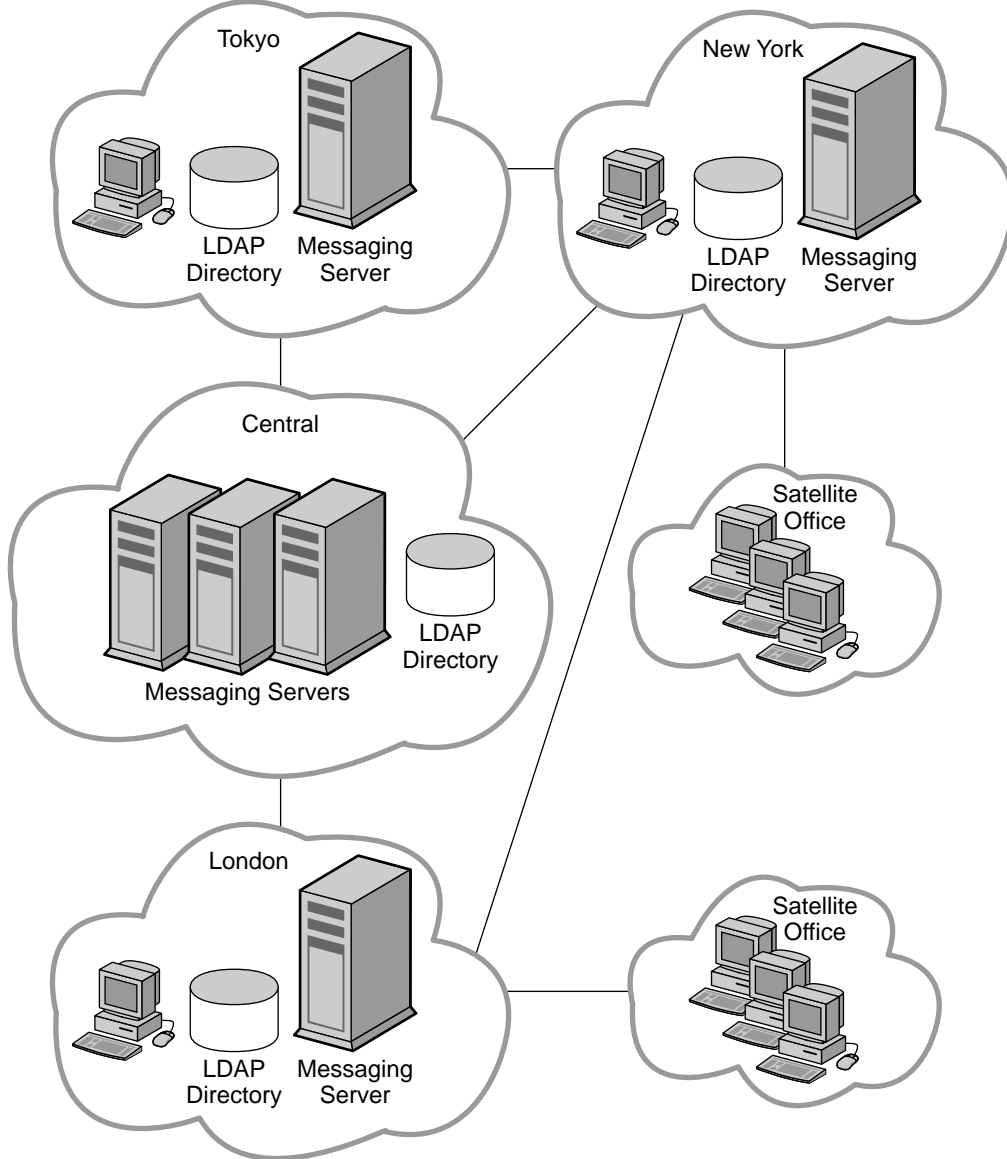 Tokyo
LDAP
Directory
Messaging
Server
New York
LDAP
Directory
Messaging
Server
Central
Messaging Servers
LDAP
Directory
Satellite
Office
London
LDAP
Directory
Messaging
Server
Satellite
Office